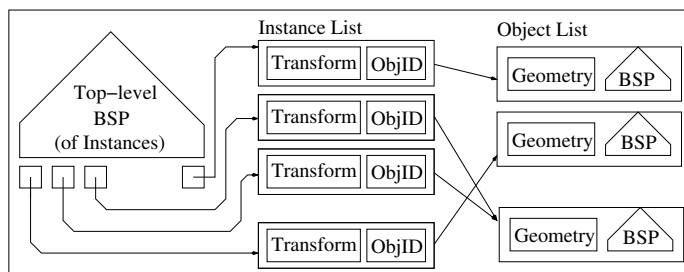 Instance List
Object List
Top-level
BSP
(of Instances)
Transform ObjID
Transform ObjID
Transform ObjID
Transform ObjID
Geometry BSP
Geometry BSP
Geometry BSP